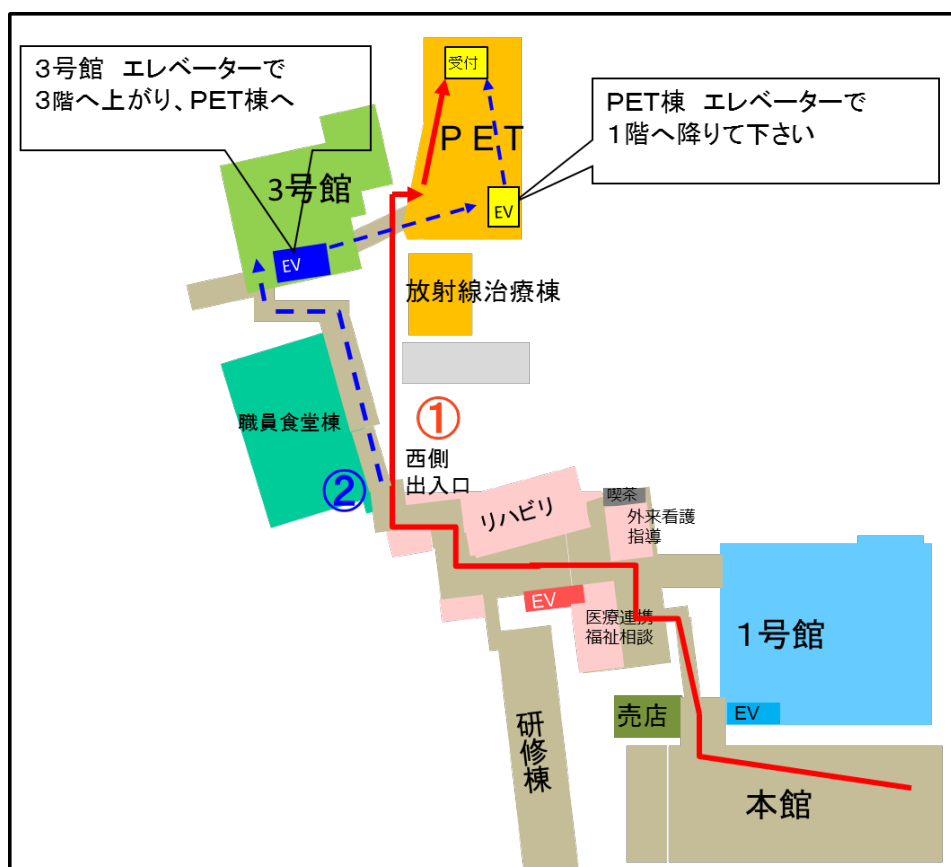 3号館 エレベーターで
3階へ上がり、PET棟へ
受付
PET
PET棟 エレベーターで
1階へ降りて下さい
3号館
EV
EV
放射線治療棟
職員食堂棟
①
西側
出入口
②
リハビリ
喫茶
外来看護
指導
EV
医療連携
福祉相談
1号館
売店
EV
研修棟
本館